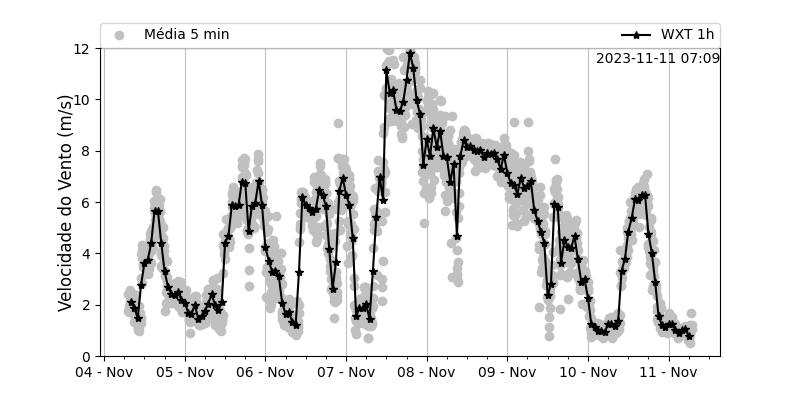 Média 5 min
WXT 1h
2023-11-11 07:09
Velocidade do Vento (m/s)
12
10
8
6
4
2
0
04 - Nov
05 - Nov
06 - Nov
07 - Nov
08 - Nov
09 - Nov
10 - Nov
11 - Nov